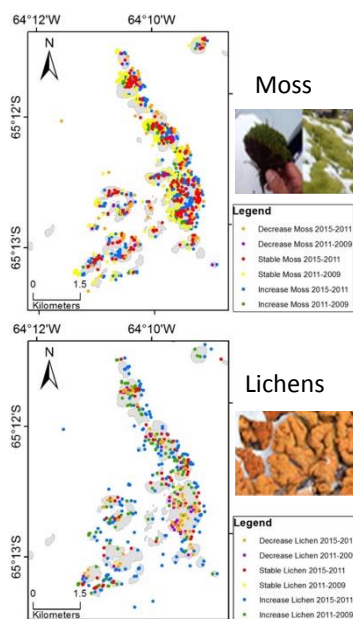 64°12'W 64°10'W
N
65°12'S
65°13'S
0 1.5
Kilometers
64°12'W 64°10'W
Moss
Legend
Decrease Moss 2015-2011
Decrease Moss 2011-2009
Stable Moss 2015-2011
Stable Moss 2011-2009
Increase Moss 2015-2011
Increase Moss 2011-2009
N
65°12'S
65°13'S
0 1.5
Kilometers
Lichens
Legend
Decrease Lichen 2015-201
Decrease Lichen 2011-200
Stable Lichen 2015-2011
Stable Lichen 2011-2009
Increase Lichen 2015-2011
Increase Lichen 2011-2009